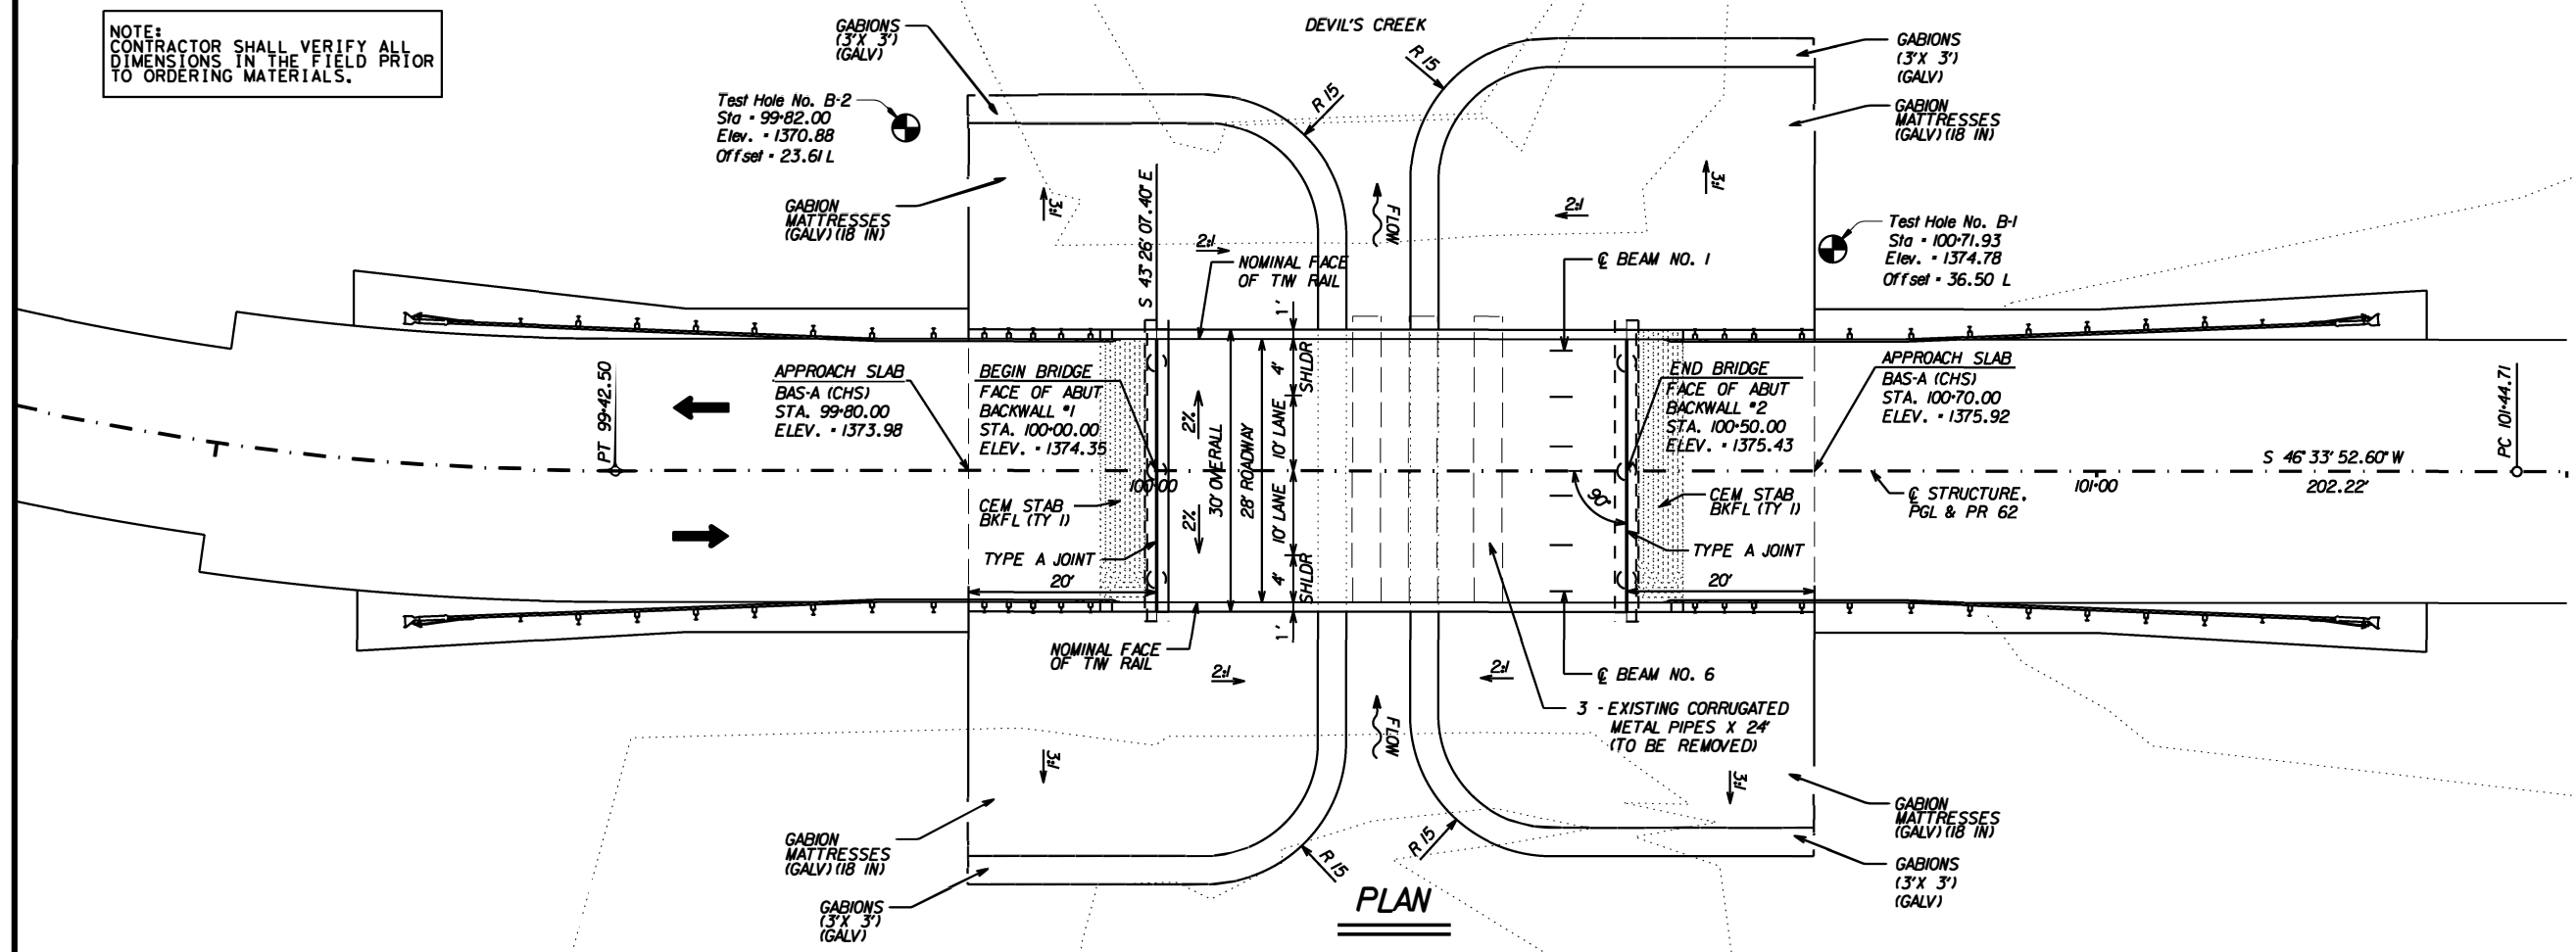 NOTE:
CONTRACTOR SHALL VERIFY ALL
DIMENSIONS IN THE FIELD PRIOR
TO ORDERING MATERIALS.
GABIONS
(3'X 3')
(GALV)
DEVIL'S CREEK
R 15
R 15
GABIONS
(3'X 3')
(GALV)
Test Hole No. B-2
Sta = 99+82.00
Elev. = 1370.88
Offset = 23.61 L
GABION
MATTRESSES
(GALV)(18 IN)
GABION
MATTRESSES
(GALV)(18 IN)
3:1
S 43° 26' 07.40" E
2:1
FLOW
2:1
3:1
Test Hole No. B-1
Sta = 100+71.93
Elev. = 1374.78
Offset = 36.50 L
NOMINAL FACE
OF T1W RAIL
℄ BEAM NO. 1
1'
PT 99+42.50
APPROACH SLAB
BAS-A (CHS)
STA. 99+80.00
ELEV. = 1373.98
BEGIN BRIDGE
FACE OF ABUT
BACKWALL #1
STA. 100+00.00
ELEV. = 1374.35
2%
2%
30' OVERALL
28' ROADWAY
4'
SHLDR
10' LANE
10' LANE
4'
SHLDR
END BRIDGE
FACE OF ABUT
BACKWALL #2
STA. 100+50.00
ELEV. = 1375.43
APPROACH SLAB
BAS-A (CHS)
STA. 100+70.00
ELEV. = 1375.92
PC 101+44.71
S 46° 33' 52.60" W
202.22'
100+00
101+00
CEM STAB
BKFL (TY 1)
90°
CEM STAB
BKFL (TY 1)
℄ STRUCTURE,
PGL & PR 62
TYPE A JOINT
TYPE A JOINT
20'
20'
1'
NOMINAL FACE
OF T1W RAIL
2:1
2:1
℄ BEAM NO. 6
3 - EXISTING CORRUGATED
METAL PIPES X 24'
(TO BE REMOVED)
FLOW
3:1
3:1
GABION
MATTRESSES
(GALV)(18 IN)
GABION
MATTRESSES
(GALV)(18 IN)
R 15
R 15
GABIONS
(3'X 3')
(GALV)
GABIONS
(3'X 3')
(GALV)
PLAN